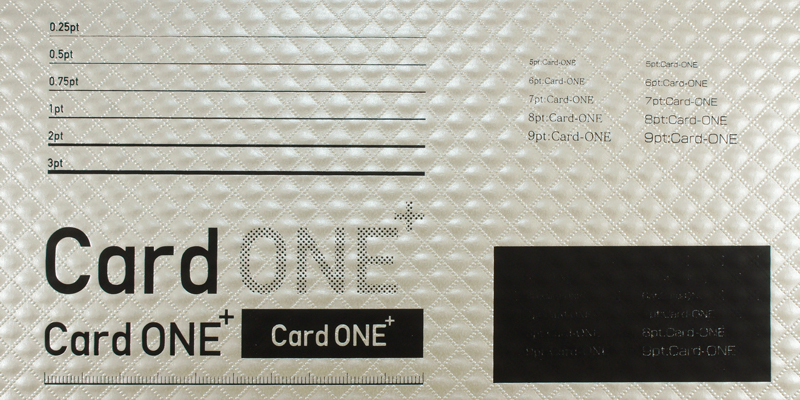 0.25pt
0.5pt
0.75pt
1pt
2pt
3pt
5pt:Card-ONE
6pt:Card-ONE
7pt:Card-ONE
8pt:Card-ONE
9pt:Card-ONE
5pt:Card-ONE
6pt:Card-ONE
7pt:Card-ONE
8pt:Card-ONE
9pt:Card-ONE
Card ONE+
Card ONE+
Card ONE+
8pt:Card-ONE
9pt:Card-ONE